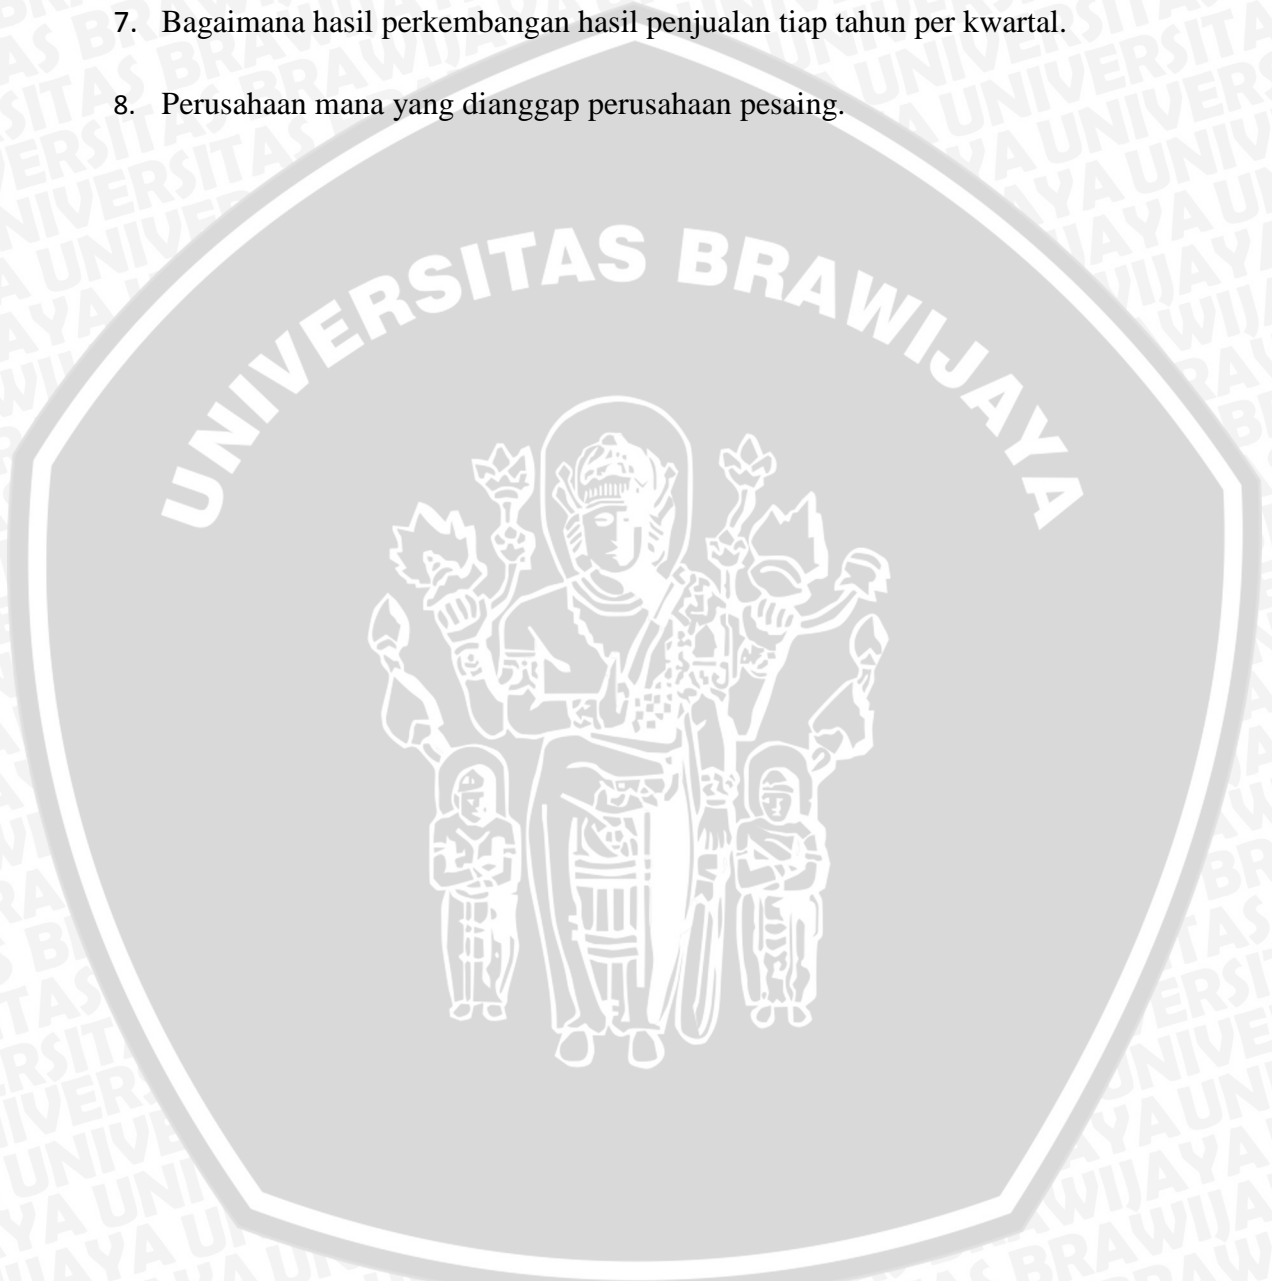 7. Bagaimana hasil perkembangan hasil penjualan tiap tahun per kwartal.
8. Perusahaan mana yang dianggap perusahaan pesaing.
UNIVERSITAS BRAWIJAYA